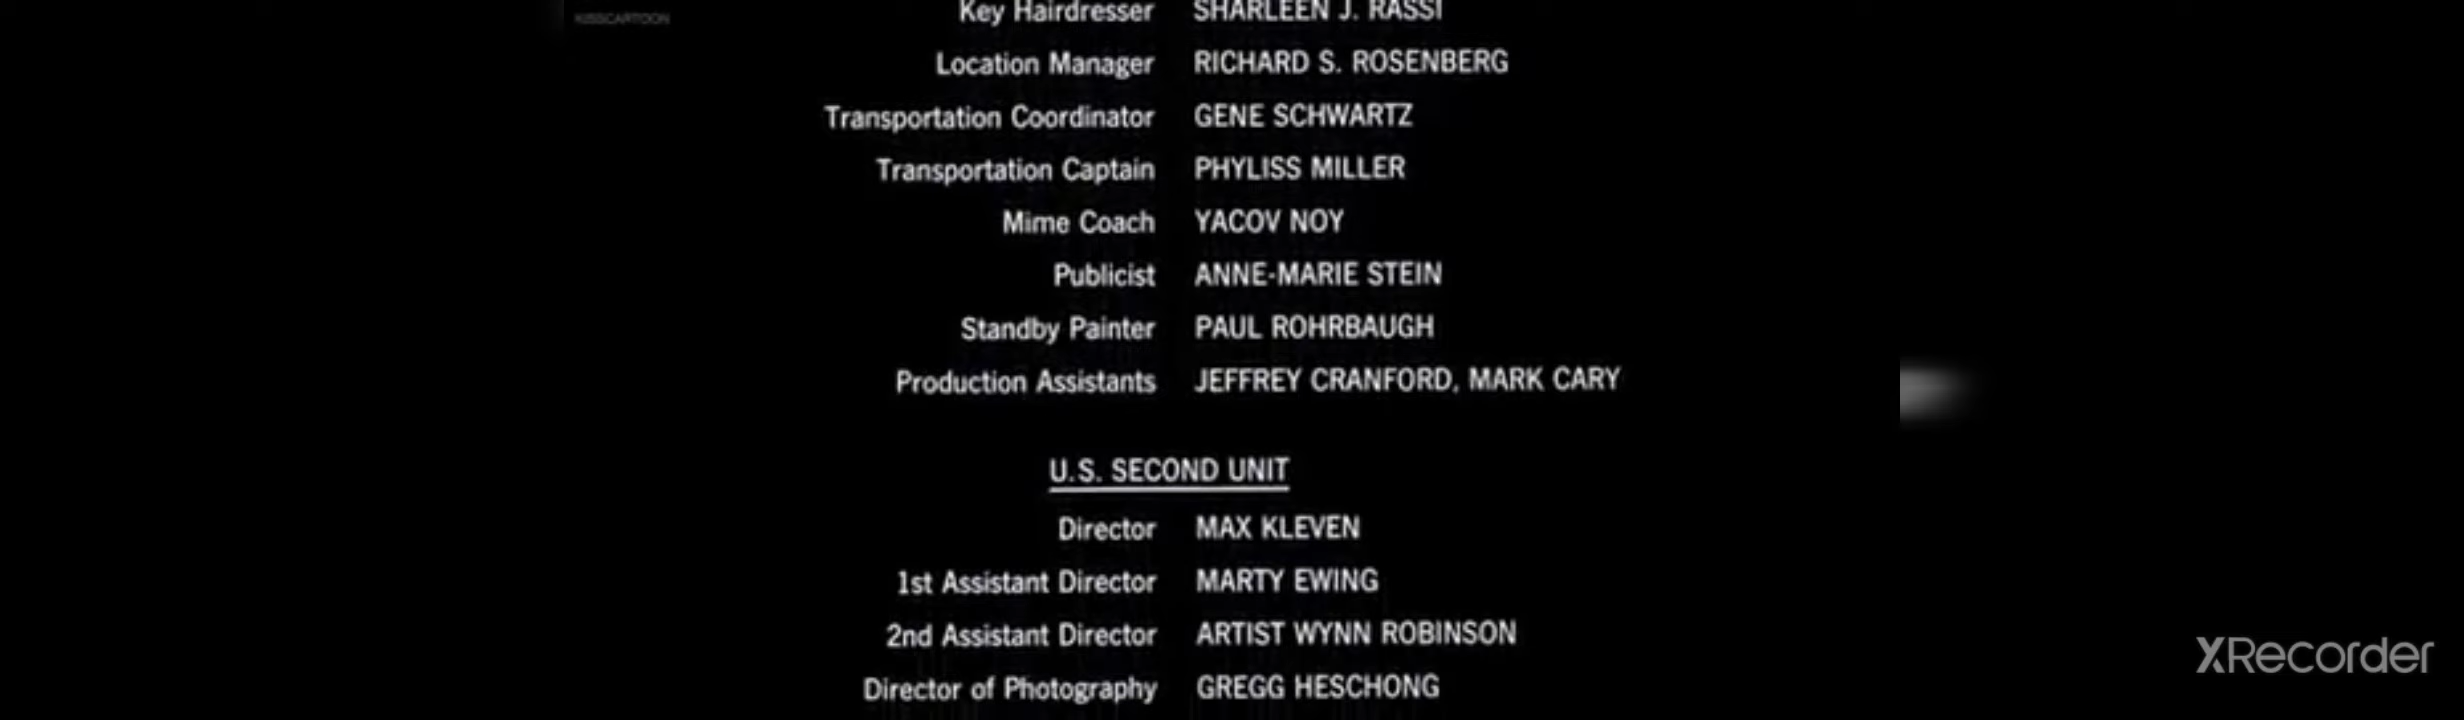 KISSCARTOON
Key Hairdresser SHARLEEN J. RASSI
Location Manager RICHARD S. ROSENBERG
Transportation Coordinator GENE SCHWARTZ
Transportation Captain PHYLISS MILLER
Mime Coach YACOV NOY
Publicist ANNE-MARIE STEIN
Standby Painter PAUL ROHRBAUGH
Production Assistants JEFFREY CRANFORD, MARK CARY
U.S. SECOND UNIT
Director MAX KLEVEN
1st Assistant Director MARTY EWING
2nd Assistant Director ARTIST WYNN ROBINSON
Director of Photography GREGG HESCHONG
XRecorder